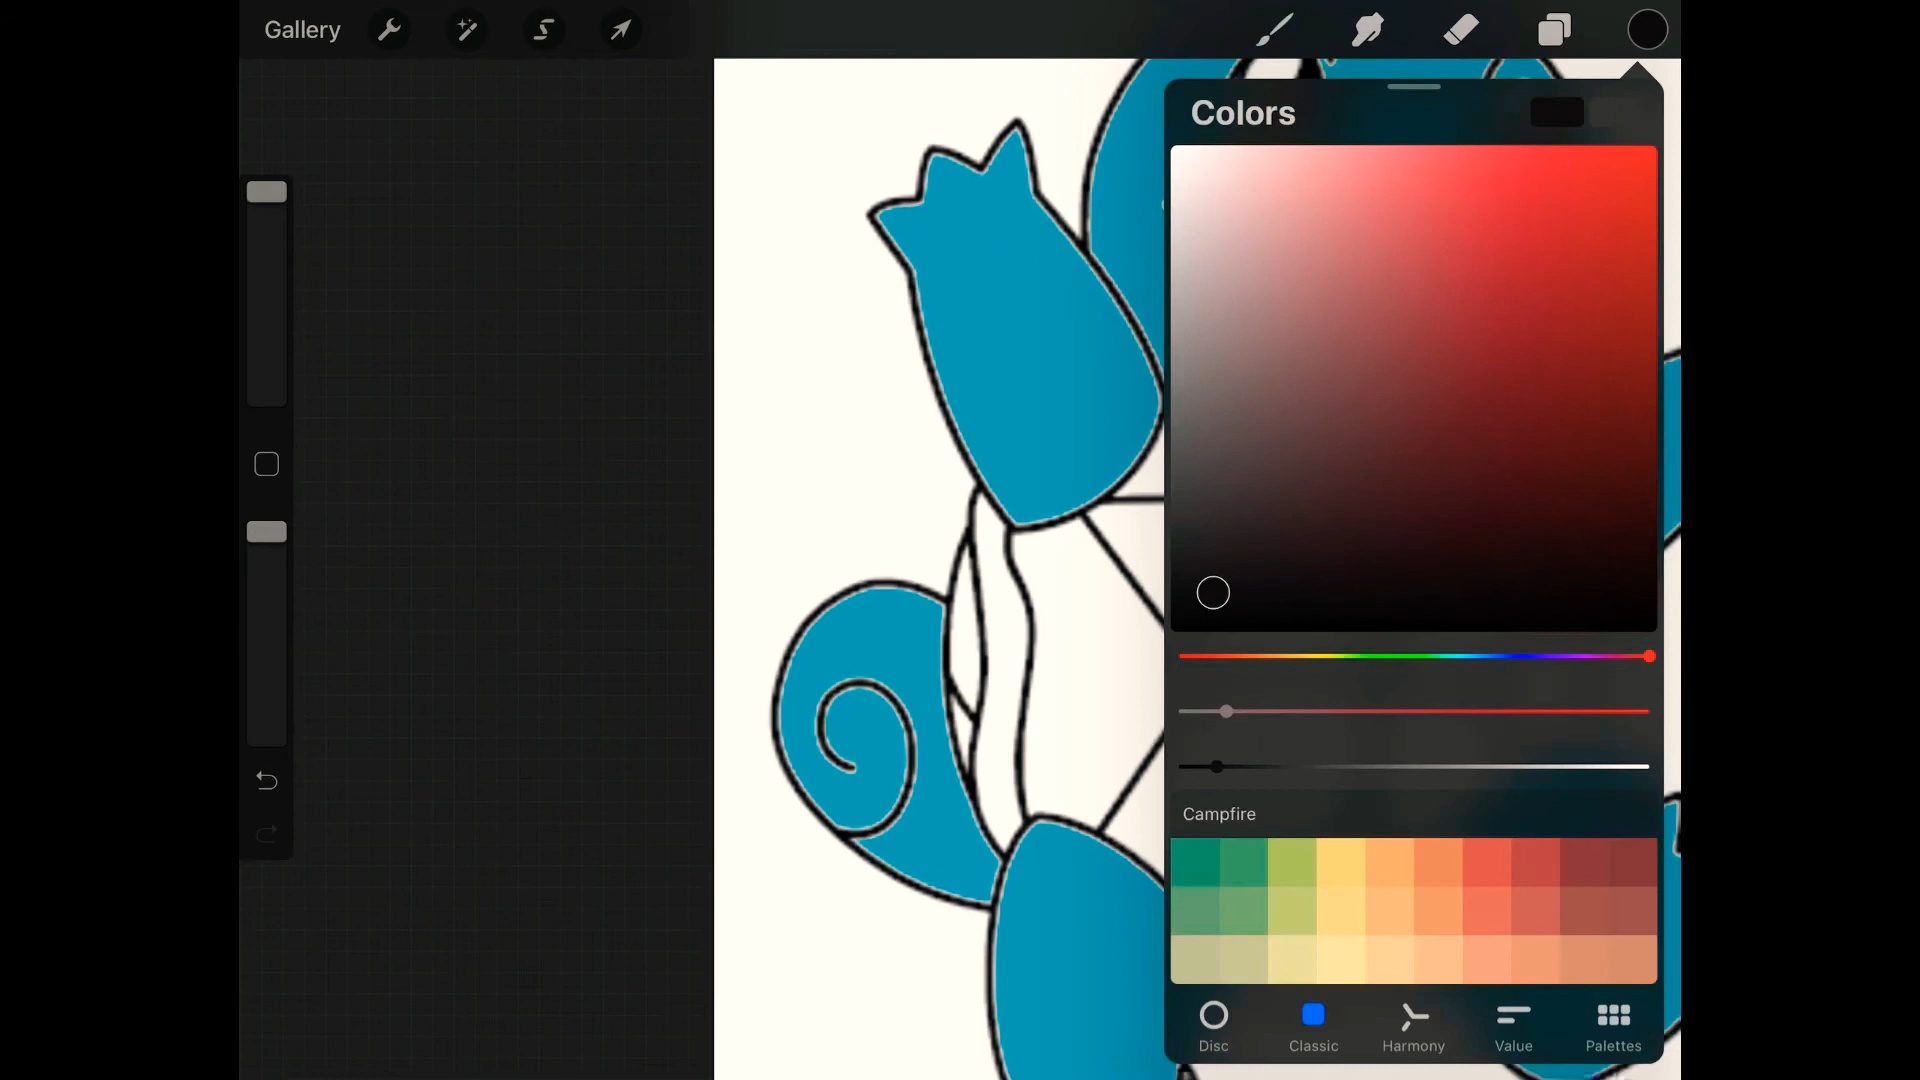 Gallery
Colors
Campfire
Disc
Classic
Harmony
Value
Palettes